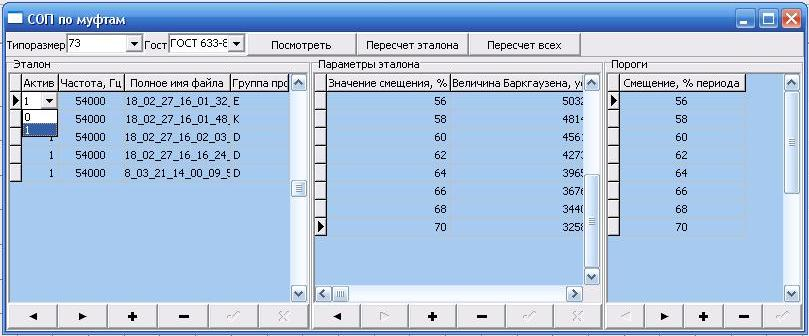 СОП по муфтам
Типоразмер 73 Гост ГОСТ 633-8 Посмотреть Пересчет эталона Пересчет всех
Эталон
Актив Частота, Гц Полное имя файла Группа про
1 54000 18_02_27_16_01_32_ E
0 54000 18_02_27_16_01_48_ K
1 54000 18_02_27_16_02_03_ D
1 54000 18_02_27_16_16_24_ D
1 54000 8_03_21_14_00_09_5 D
Параметры эталона
Значение смещения, % Величина Баркгаузена, ус
56 5032
58 4814
60 4561
62 4273
64 3965
66 3676
68 3440
70 3258
Пороги
Смещение, % периода
56
58
60
62
64
66
68
70